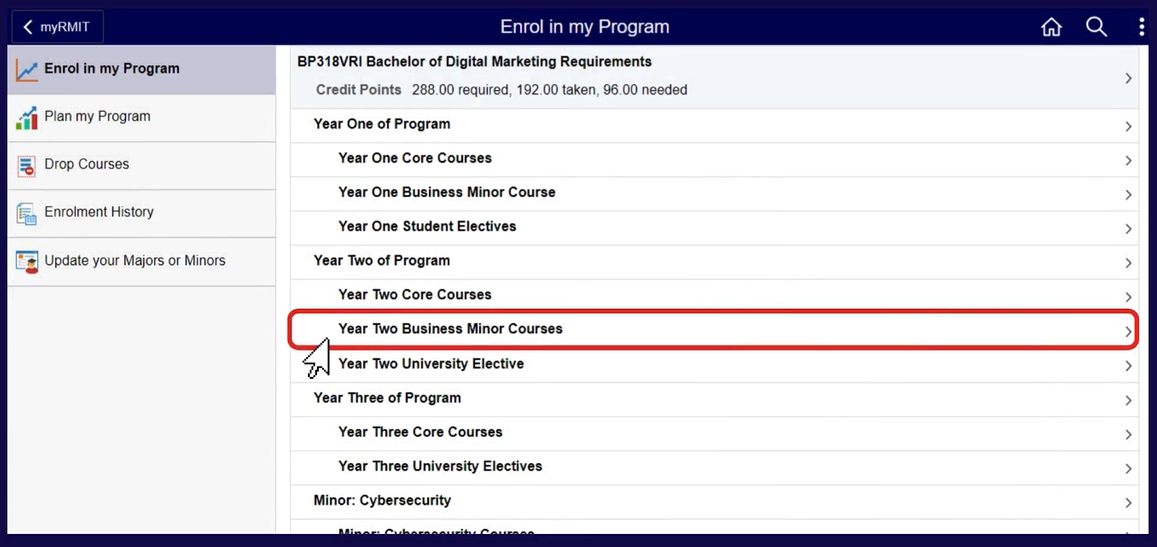 myRMIT
Enrol in my Program
Enrol in my Program
Plan my Program
Drop Courses
Enrolment History
Update your Majors or Minors
BP318VRI Bachelor of Digital Marketing Requirements
Credit Points 288.00 required, 192.00 taken, 96.00 needed
Year One of Program
Year One Core Courses
Year One Business Minor Course
Year One Student Electives
Year Two of Program
Year Two Core Courses
Year Two Business Minor Courses
Year Two University Elective
Year Three of Program
Year Three Core Courses
Year Three University Electives
Minor: Cybersecurity
Minor: Cybersecurity Courses